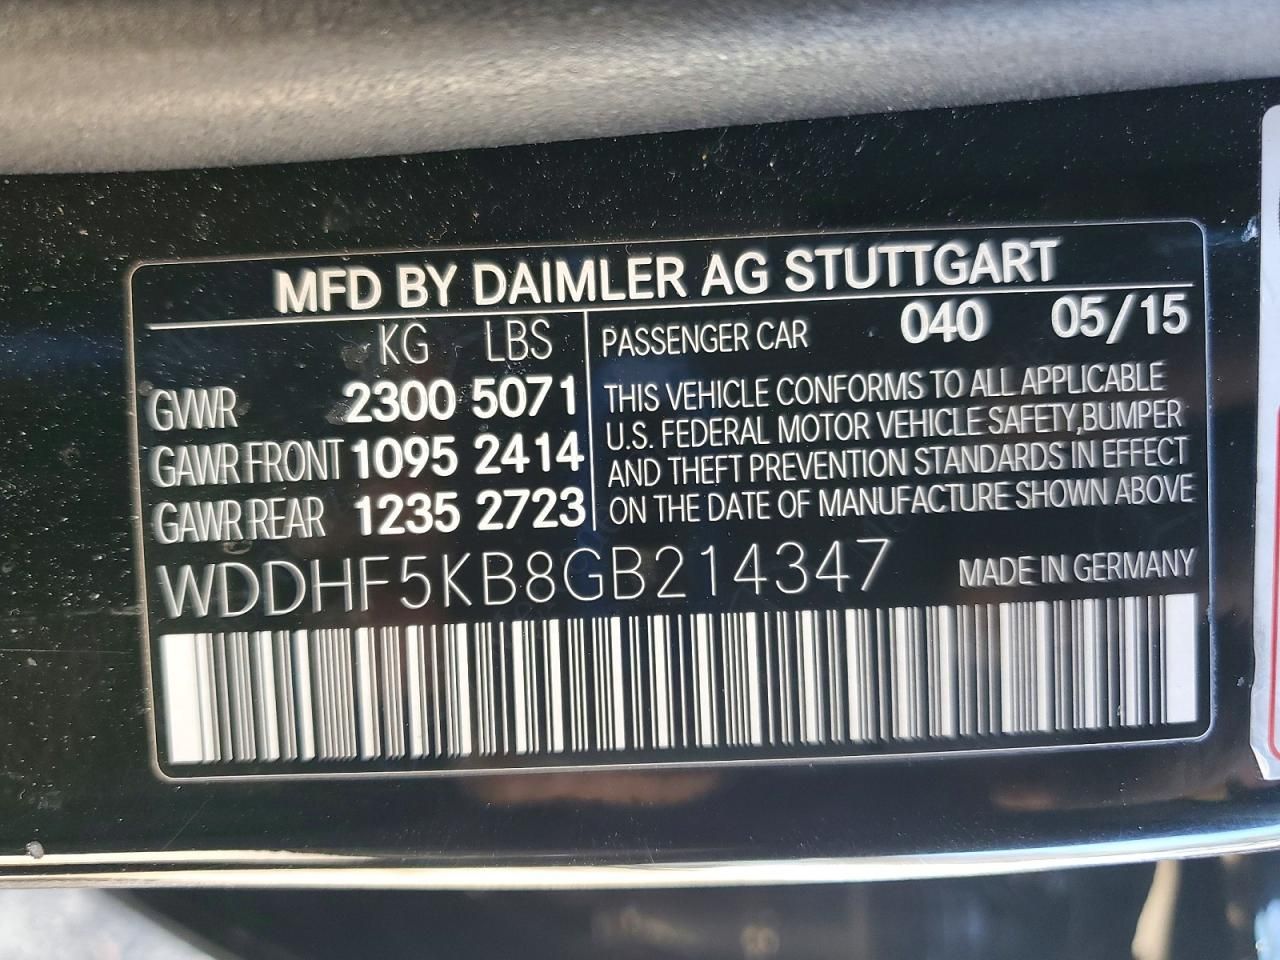 MFD BY DAIMLER AG STUTTGART
KG LBS
GVWR 2300 5071
GAWR FRONT 1095 2414
GAWR REAR 1235 2723
PASSENGER CAR 040 05/15
THIS VEHICLE CONFORMS TO ALL APPLICABLE
U.S. FEDERAL MOTOR VEHICLE SAFETY,BUMPER
AND THEFT PREVENTION STANDARDS IN EFFECT
ON THE DATE OF MANUFACTURE SHOWN ABOVE
WDDHF5KB8GB214347 MADE IN GERMANY